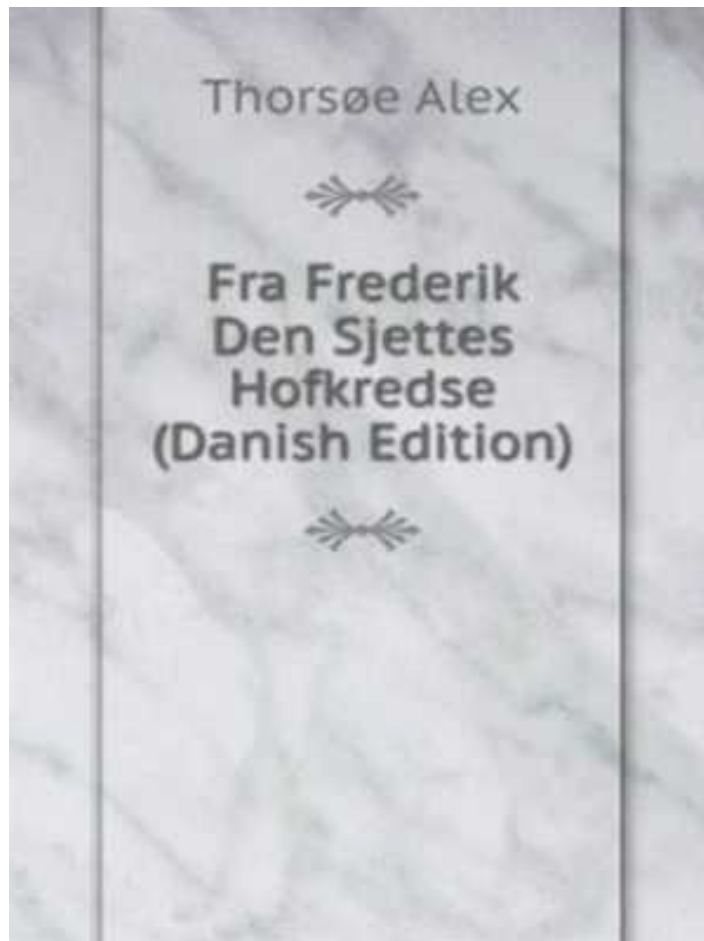 Thorsøe Alex
Fra Frederik
Den Sjettes
Hofkredse
(Danish Edition)